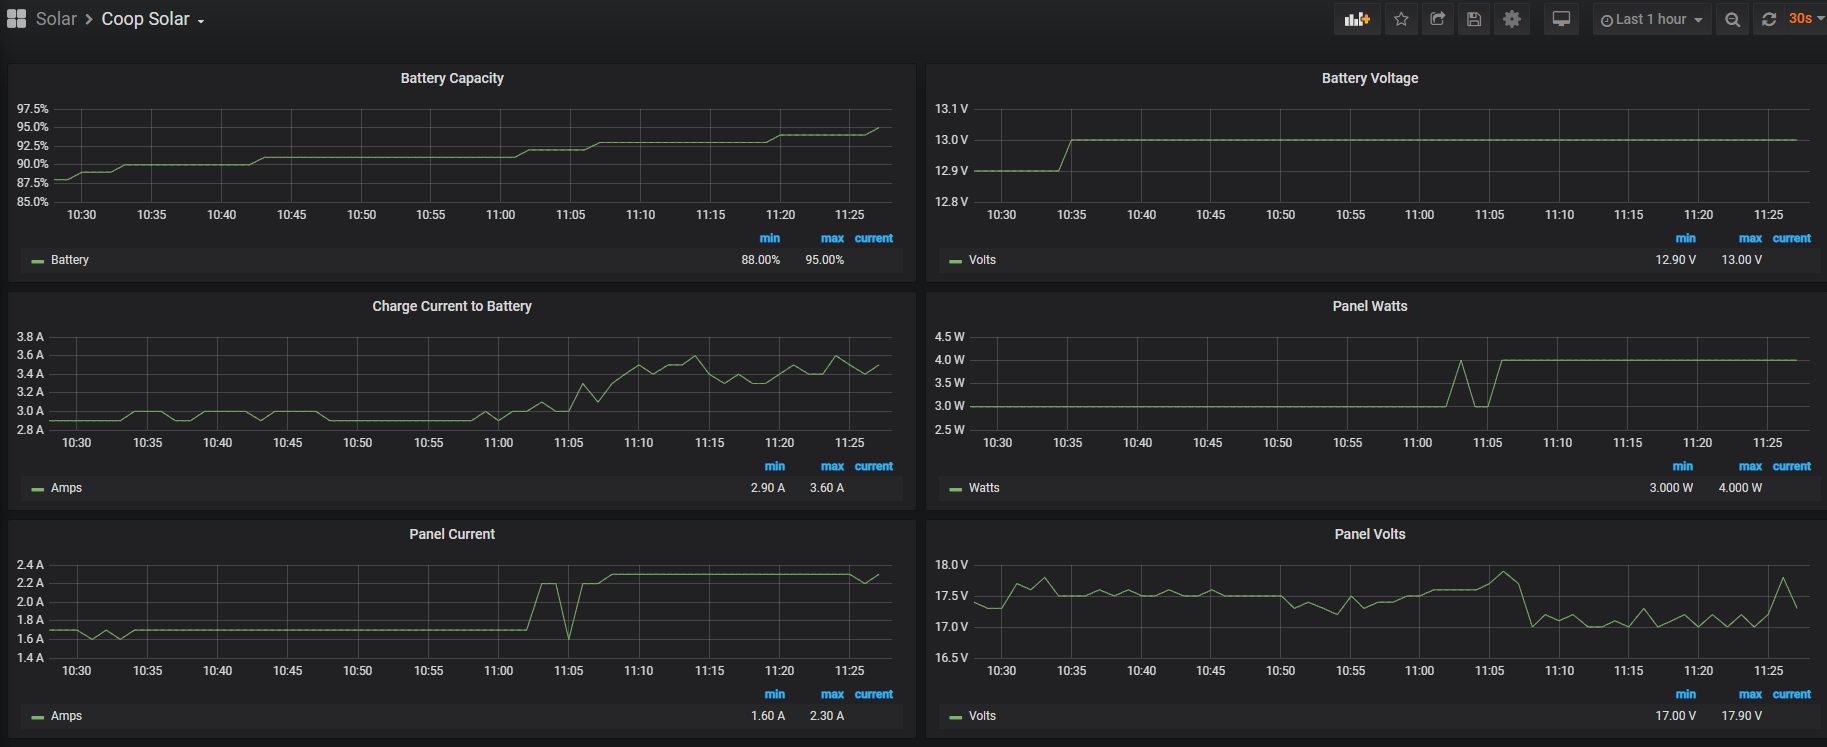 Solar > Coop Solar
Last 1 hour
30s
Battery Capacity
97.5%
95.0%
92.5%
90.0%
87.5%
85.0%
10:30 10:35 10:40 10:45 10:50 10:55 11:00 11:05 11:10 11:15 11:20 11:25
min max current
Battery 88.00% 95.00%
Battery Voltage
13.1 V
13.0 V
12.9 V
12.8 V
10:30 10:35 10:40 10:45 10:50 10:55 11:00 11:05 11:10 11:15 11:20 11:25
min max current
Volts 12.90 V 13.00 V
Charge Current to Battery
3.8 A
3.6 A
3.4 A
3.2 A
3.0 A
2.8 A
10:30 10:35 10:40 10:45 10:50 10:55 11:00 11:05 11:10 11:15 11:20 11:25
min max current
Amps 2.90 A 3.60 A
Panel Watts
4.5 W
4.0 W
3.5 W
3.0 W
2.5 W
10:30 10:35 10:40 10:45 10:50 10:55 11:00 11:05 11:10 11:15 11:20 11:25
min max current
Watts 3.000 W 4.000 W
Panel Current
2.4 A
2.2 A
2.0 A
1.8 A
1.6 A
1.4 A
10:30 10:35 10:40 10:45 10:50 10:55 11:00 11:05 11:10 11:15 11:20 11:25
min max current
Amps 1.60 A 2.30 A
Panel Volts
18.0 V
17.5 V
17.0 V
16.5 V
10:30 10:35 10:40 10:45 10:50 10:55 11:00 11:05 11:10 11:15 11:20 11:25
min max current
Volts 17.00 V 17.90 V